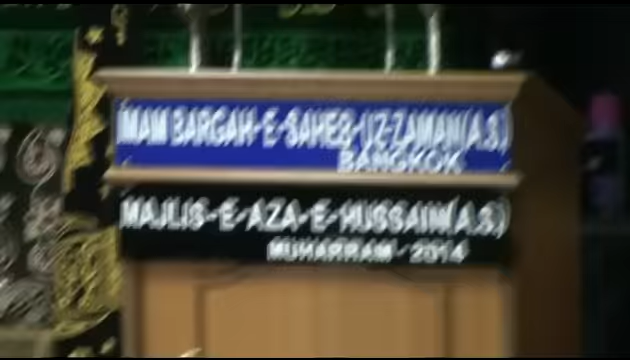 IMAM BARGAH-E-SAHEB-UZ-ZAMAN(A.S)
BANGKOK
MAJLIS-E-AZA-E-HUSSAIN(A.S.)
MUHARRAM-2014